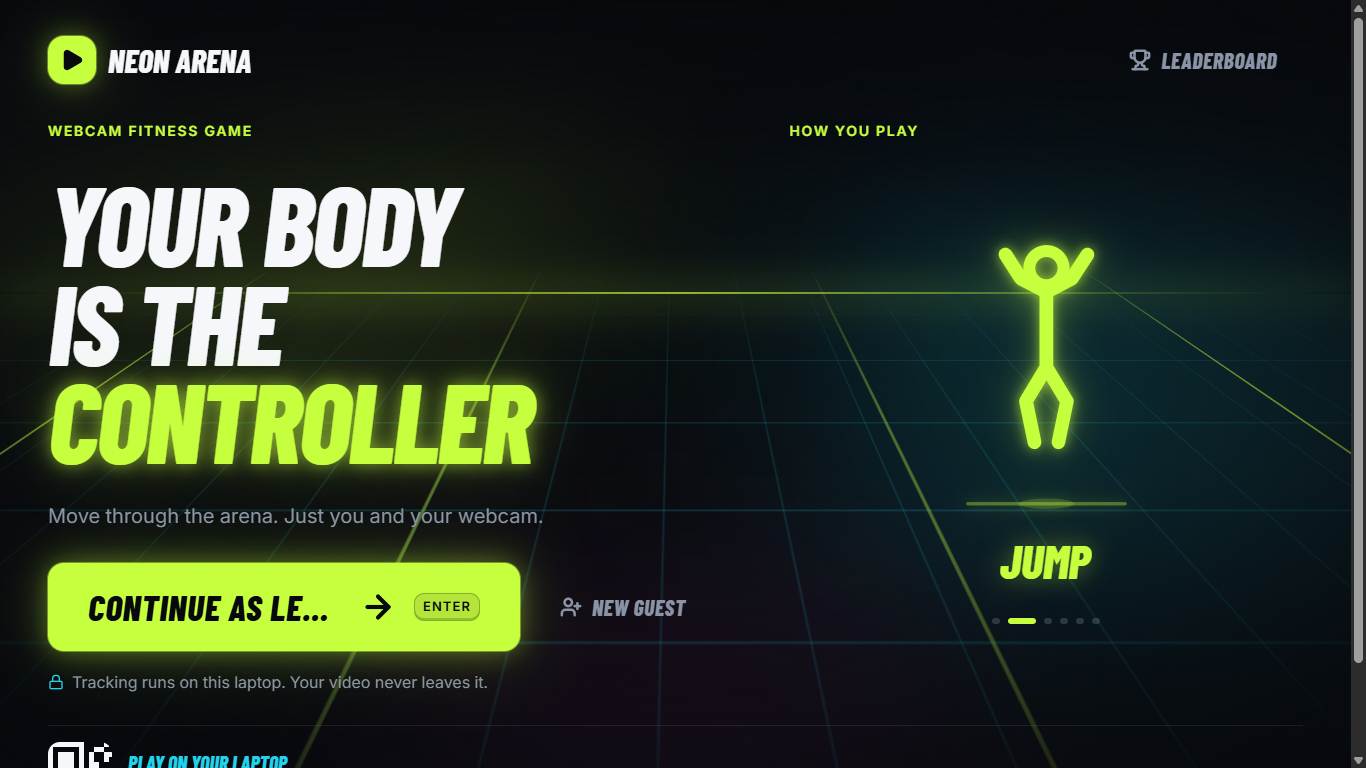 NEON ARENA
LEADERBOARD
WEBCAM FITNESS GAME
YOUR BODY
IS THE
CONTROLLER
Move through the arena. Just you and your webcam.
CONTINUE AS LE...
ENTER
NEW GUEST
Tracking runs on this laptop. Your video never leaves it.
HOW YOU PLAY
JUMP
PLAY ON YOUR LAPTOP